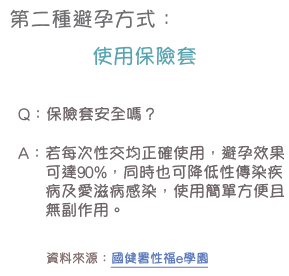 第二種避孕方式：
使用保險套
Q：保險套安全嗎？
A：若每次性交均正確使用，避孕效果
可達90%，同時也可降低性傳染疾
病及愛滋病感染，使用簡單方便且
無副作用。
資料來源：國健署性福e學園